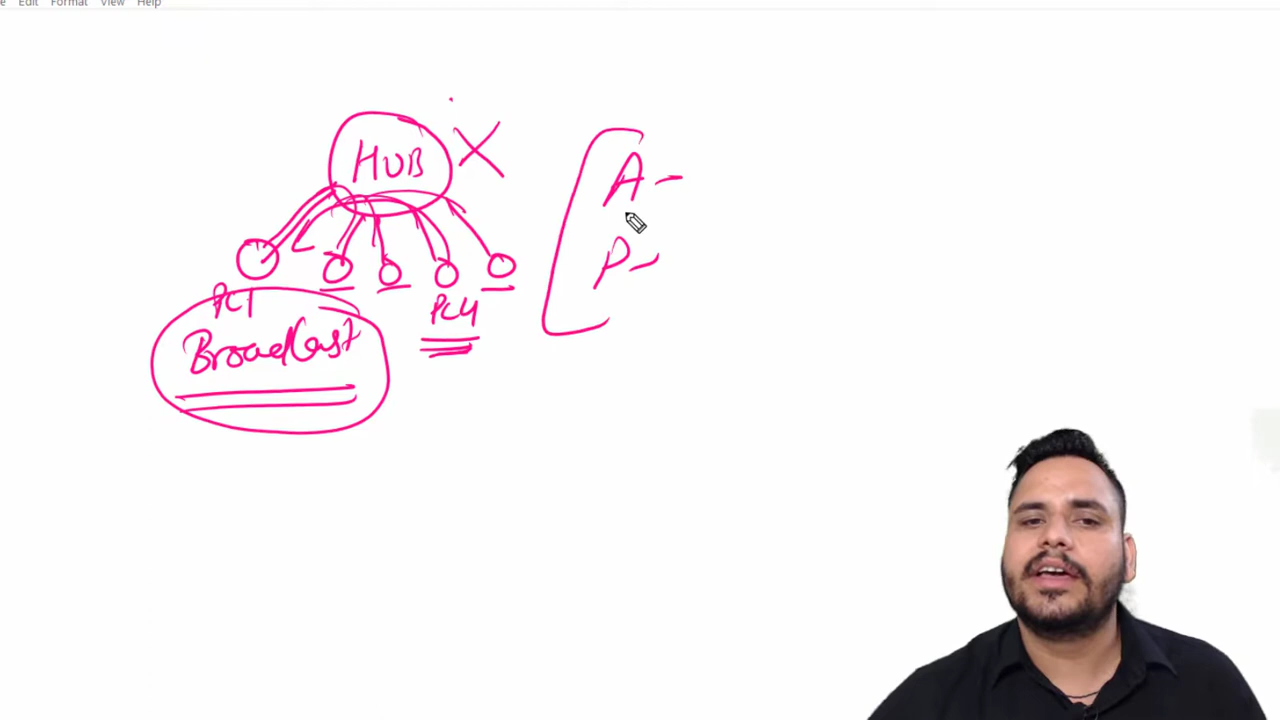 Edit Format View Help
HUB X
A -
P -
PC1
PC4
Broadcast